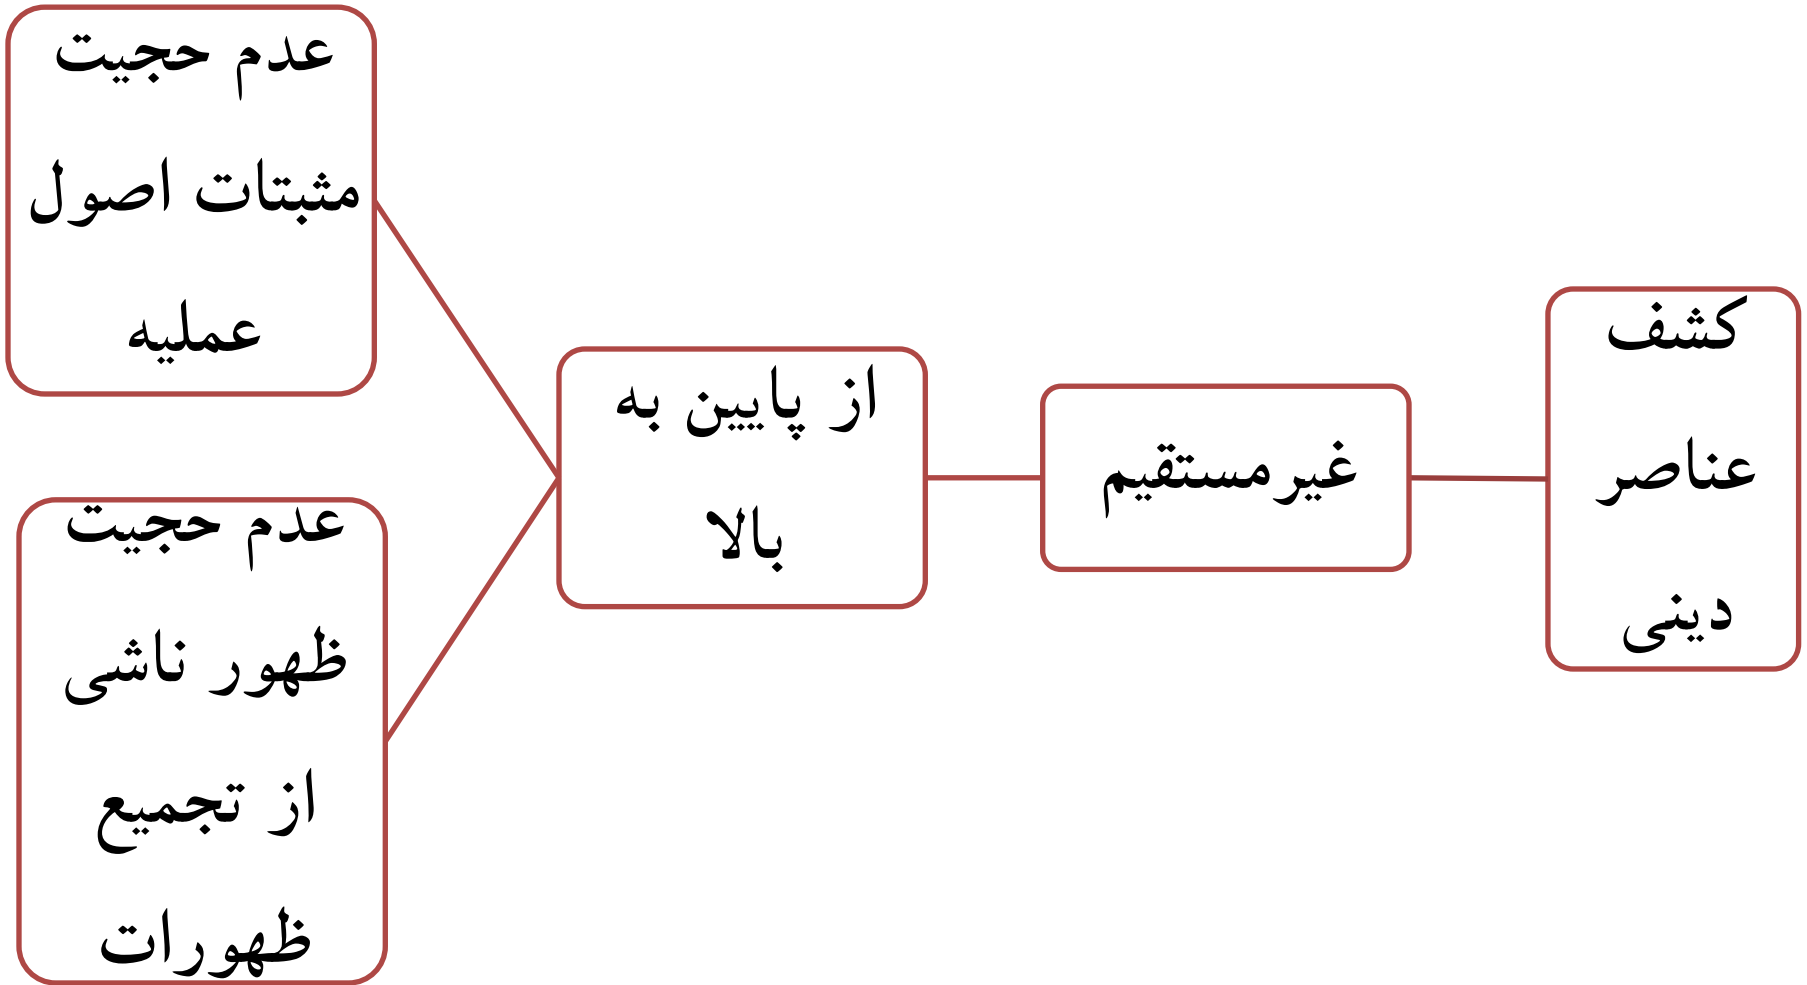 کشف
عناصر
دینی
غیرمستقیم
از پایین به
بالا
عدم حجیت
مثبتات اصول
عملیه
عدم حجیت
ظهور ناشی
از تجمیع
ظهورات